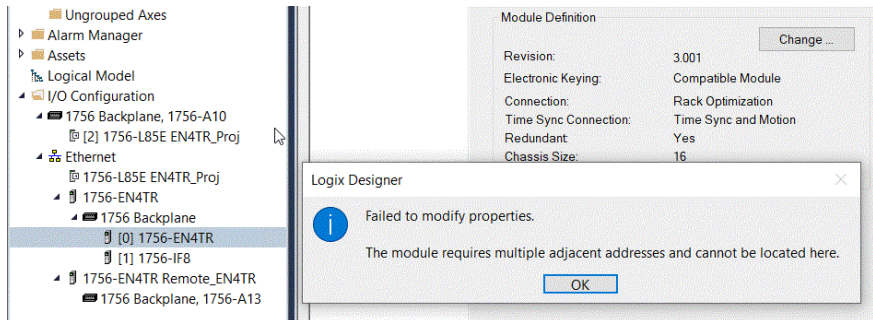 Ungrouped Axes
Alarm Manager
Assets
Logical Model
I/O Configuration
1756 Backplane, 1756-A10
[2] 1756-L85E EN4TR_Proj
Ethernet
1756-L85E EN4TR_Proj
1756-EN4TR
1756 Backplane
[0] 1756-EN4TR
[1] 1756-IF8
1756-EN4TR Remote_EN4TR
1756 Backplane, 1756-A13
Module Definition
Change ...
Revision: 3.001
Electronic Keying: Compatible Module
Connection: Rack Optimization
Time Sync Connection: Time Sync and Motion
Redundant: Yes
Chassis Size: 16
Logix Designer
Failed to modify properties.
The module requires multiple adjacent addresses and cannot be located here.
OK